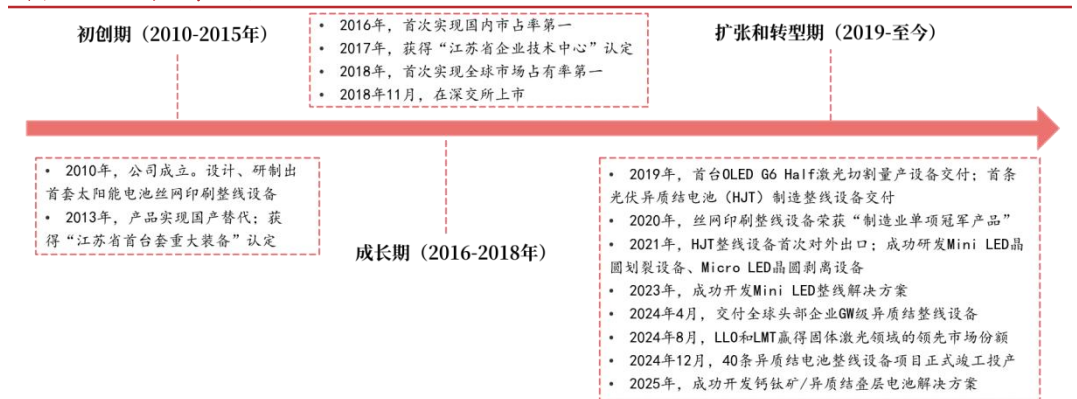 初创期（2010-2015年）
• 2010年，公司成立。设计、研制出
首套太阳能电池丝网印刷整线设备
• 2013年，产品实现国产替代；获
得“江苏省首台套重大装备”认定
• 2016年，首次实现国内市占率第一
• 2017年，获得“江苏省企业技术中心”认定
• 2018年，首次实现全球市场占有率第一
• 2018年11月，在深交所上市
成长期（2016-2018年）
扩张和转型期（2019-至今）
• 2019年，首台OLED G6 Half激光切割量产设备交付；首条
光伏异质结电池（HJT）制造整线设备交付
• 2020年，丝网印刷整线设备荣获“制造业单项冠军产品”
• 2021年，HJT整线设备首次对外出口；成功研发Mini LED晶
圆划裂设备、Micro LED晶圆剥离设备
• 2023年，成功开发Mini LED整线解决方案
• 2024年4月，交付全球头部企业GW级异质结整线设备
• 2024年8月，LLO和LMT赢得固体激光领域的领先市场份额
• 2024年12月，40条异质结电池整线设备项目正式竣工投产
• 2025年，成功开发钙钛矿/异质结叠层电池解决方案